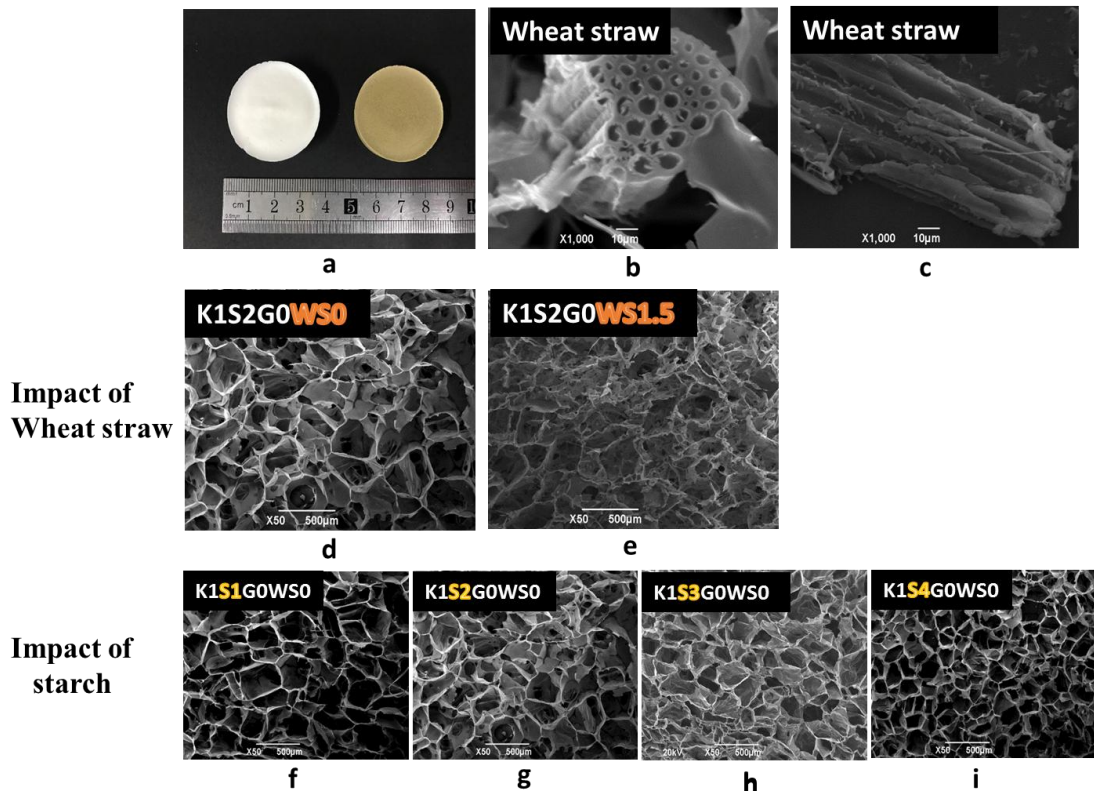 Wheat straw
Wheat straw
cm 1 2 3 4 5 6 7 8 9 1
X1,000 10µm
X1,000 10µm
a
b
c
K1S2G0WS0
K1S2G0WS1.5
Impact of
Wheat straw
X50 500µm
X50 500µm
d
e
K1S1G0WS0
K1S2G0WS0
K1S3G0WS0
K1S4G0WS0
Impact of
starch
X50 500µm
X50 500µm
20kV X50 500µm
X50 500µm
f
g
h
i